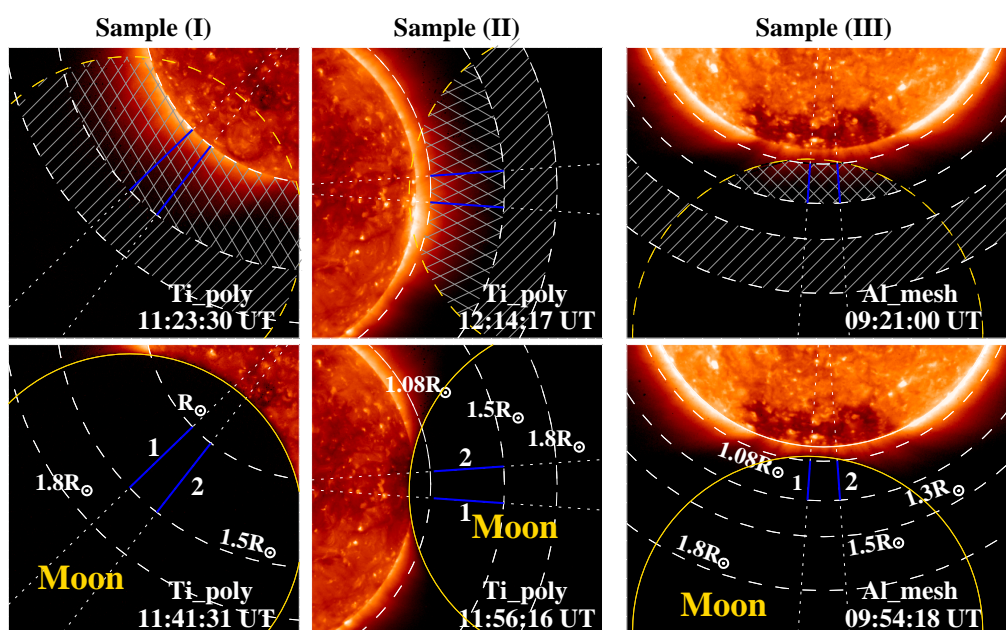 Sample (I)
Sample (II)
Sample (III)
Ti_poly
11:23:30 UT
Ti_poly
12:14:17 UT
Al_mesh
09:21:00 UT
R⊙
1
2
1.8R⊙
1.5R⊙
Moon
Ti_poly
11:41:31 UT
1.08R⊙
1.5R⊙
1.8R⊙
2
1
Moon
Ti_poly
11:56:16 UT
1.08R⊙
1
2
1.3R⊙
1.5R⊙
1.8R⊙
Moon
Al_mesh
09:54:18 UT